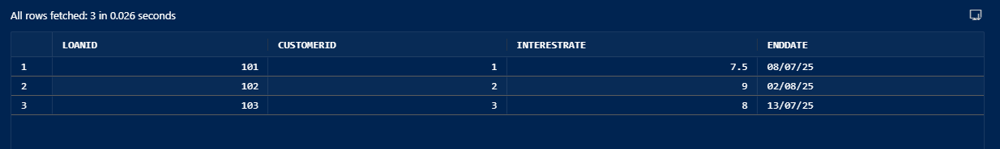 All rows fetched: 3 in 0.026 seconds
LOANID CUSTOMERID INTERESTRATE ENDDATE
1 101 1 7.5 08/07/25
2 102 2 9 02/08/25
3 103 3 8 13/07/25